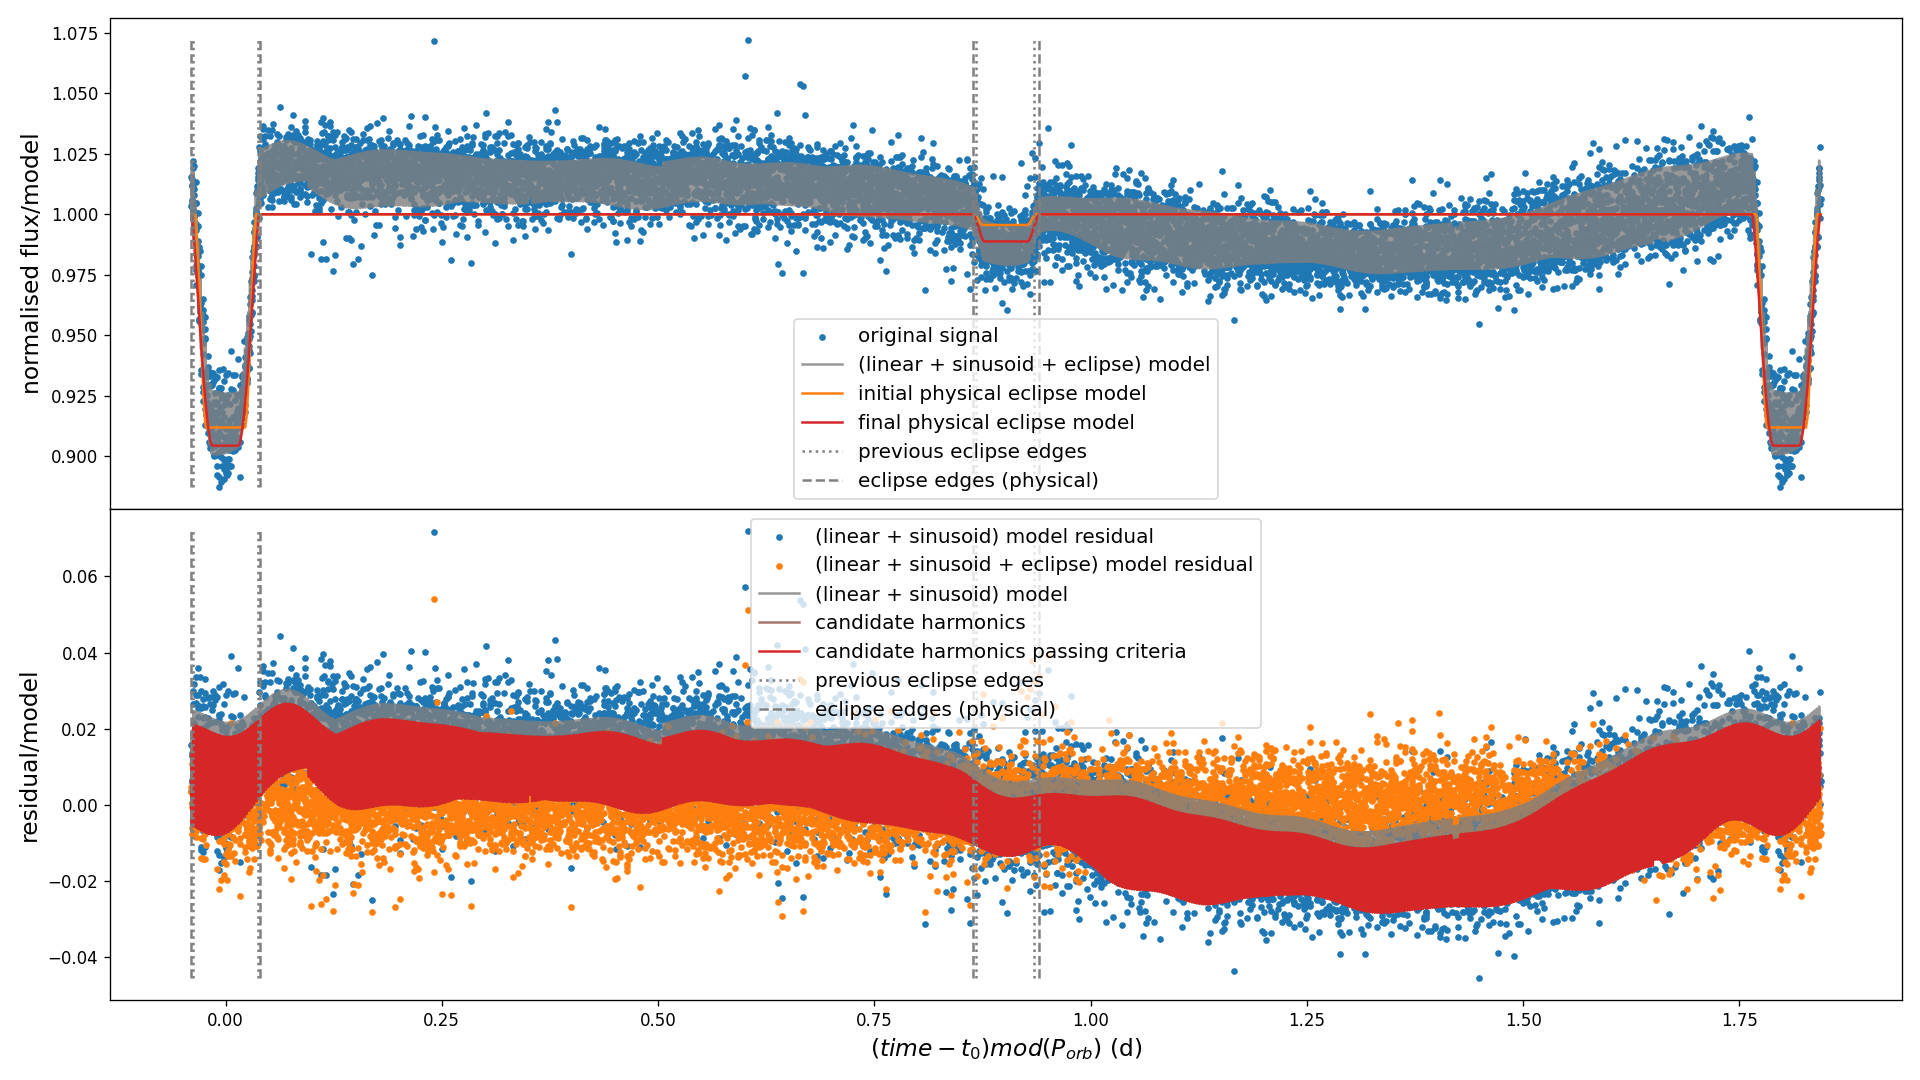 normalised flux/model
1.075
1.050
1.025
1.000
0.975
0.950
0.925
0.900
original signal
(linear + sinusoid + eclipse) model
initial physical eclipse model
final physical eclipse model
previous eclipse edges
eclipse edges (physical)
residual/model
0.06
0.04
0.02
0.00
−0.02
−0.04
(linear + sinusoid) model residual
(linear + sinusoid + eclipse) model residual
(linear + sinusoid) model
candidate harmonics
candidate harmonics passing criteria
previous eclipse edges
eclipse edges (physical)
0.00 0.25 0.50 0.75 1.00 1.25 1.50 1.75
(time − t₀)mod(Pₒᵣb) (d)